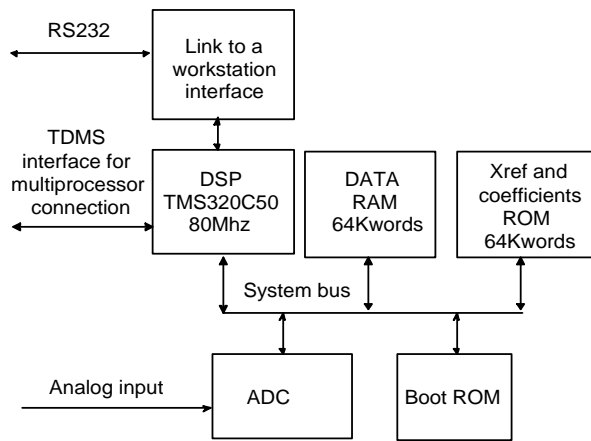 RS232
Link to a
workstation
interface
TDMS
interface for
multiprocessor
connection
DSP
TMS320C50
80Mhz
DATA
RAM
64Kwords
Xref and
coefficients
ROM
64Kwords
System bus
Analog input
ADC
Boot ROM